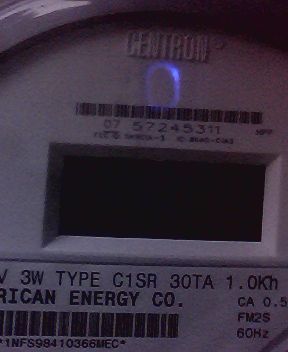 CENTRON
07 57245311
V 3W TYPE C1SR 30TA 1.0Kh
RICAN ENERGY CO. CA 0.5
FM2S
*1NFS98410366MEC* 60Hz